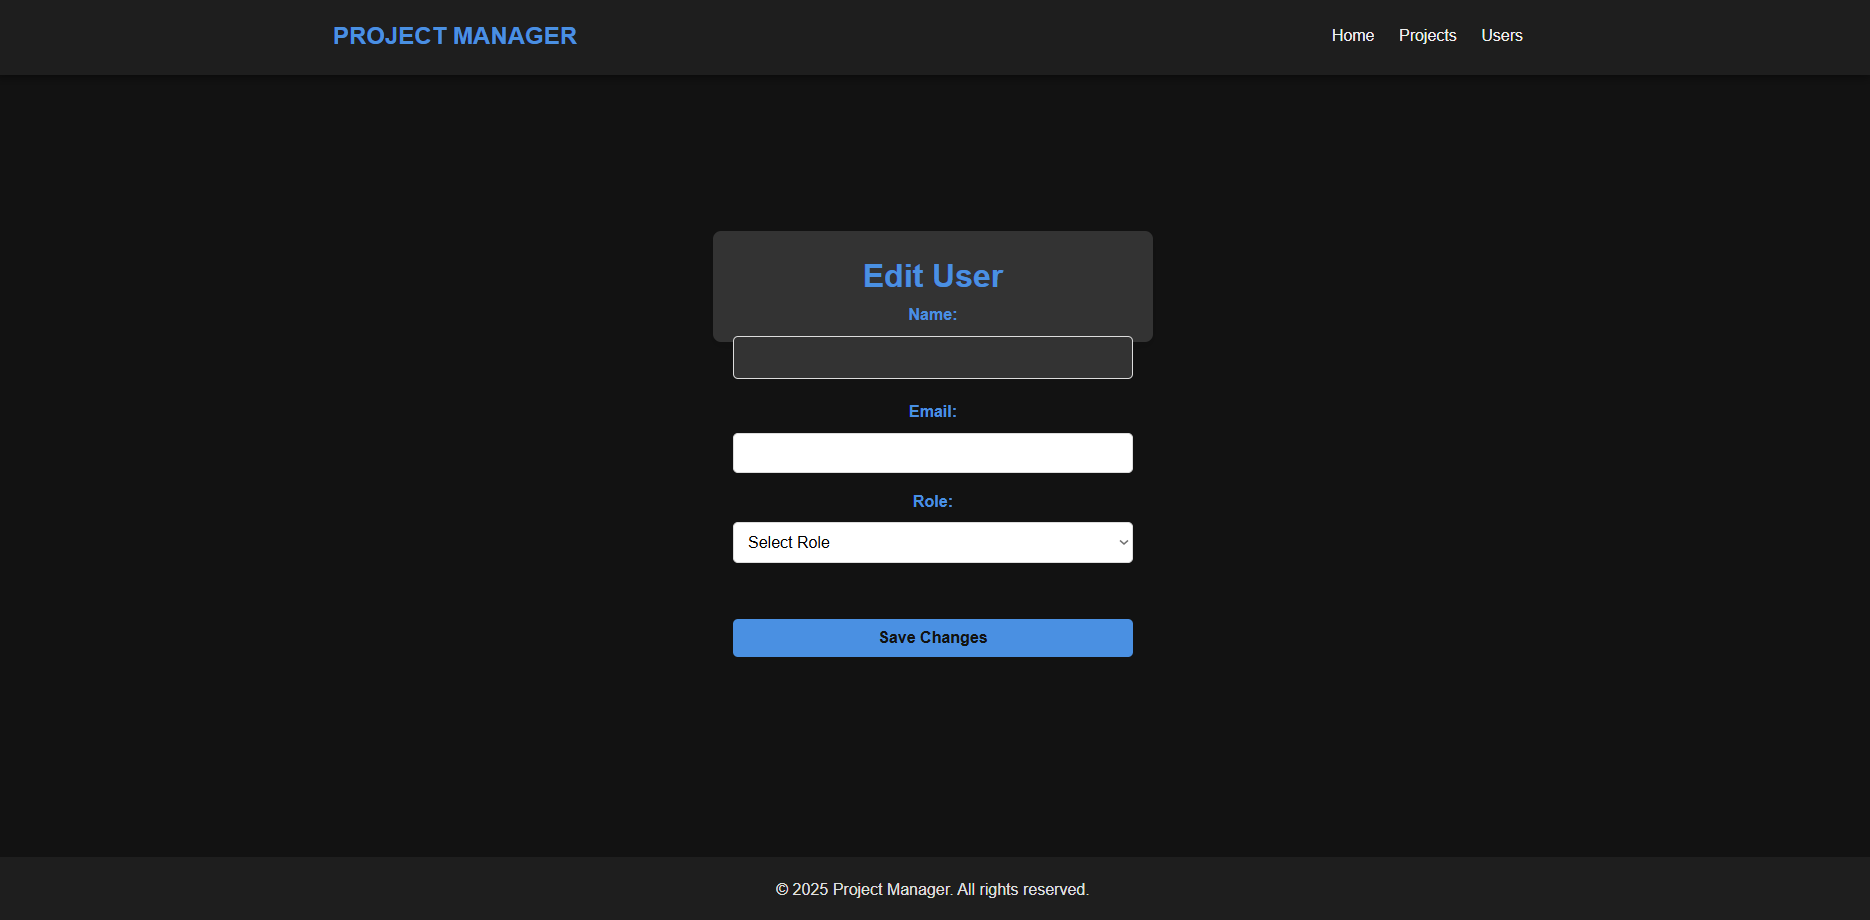 PROJECT MANAGER
Home Projects Users
Edit User
Name:
Email:
Role:
Select Role
Save Changes
© 2025 Project Manager. All rights reserved.